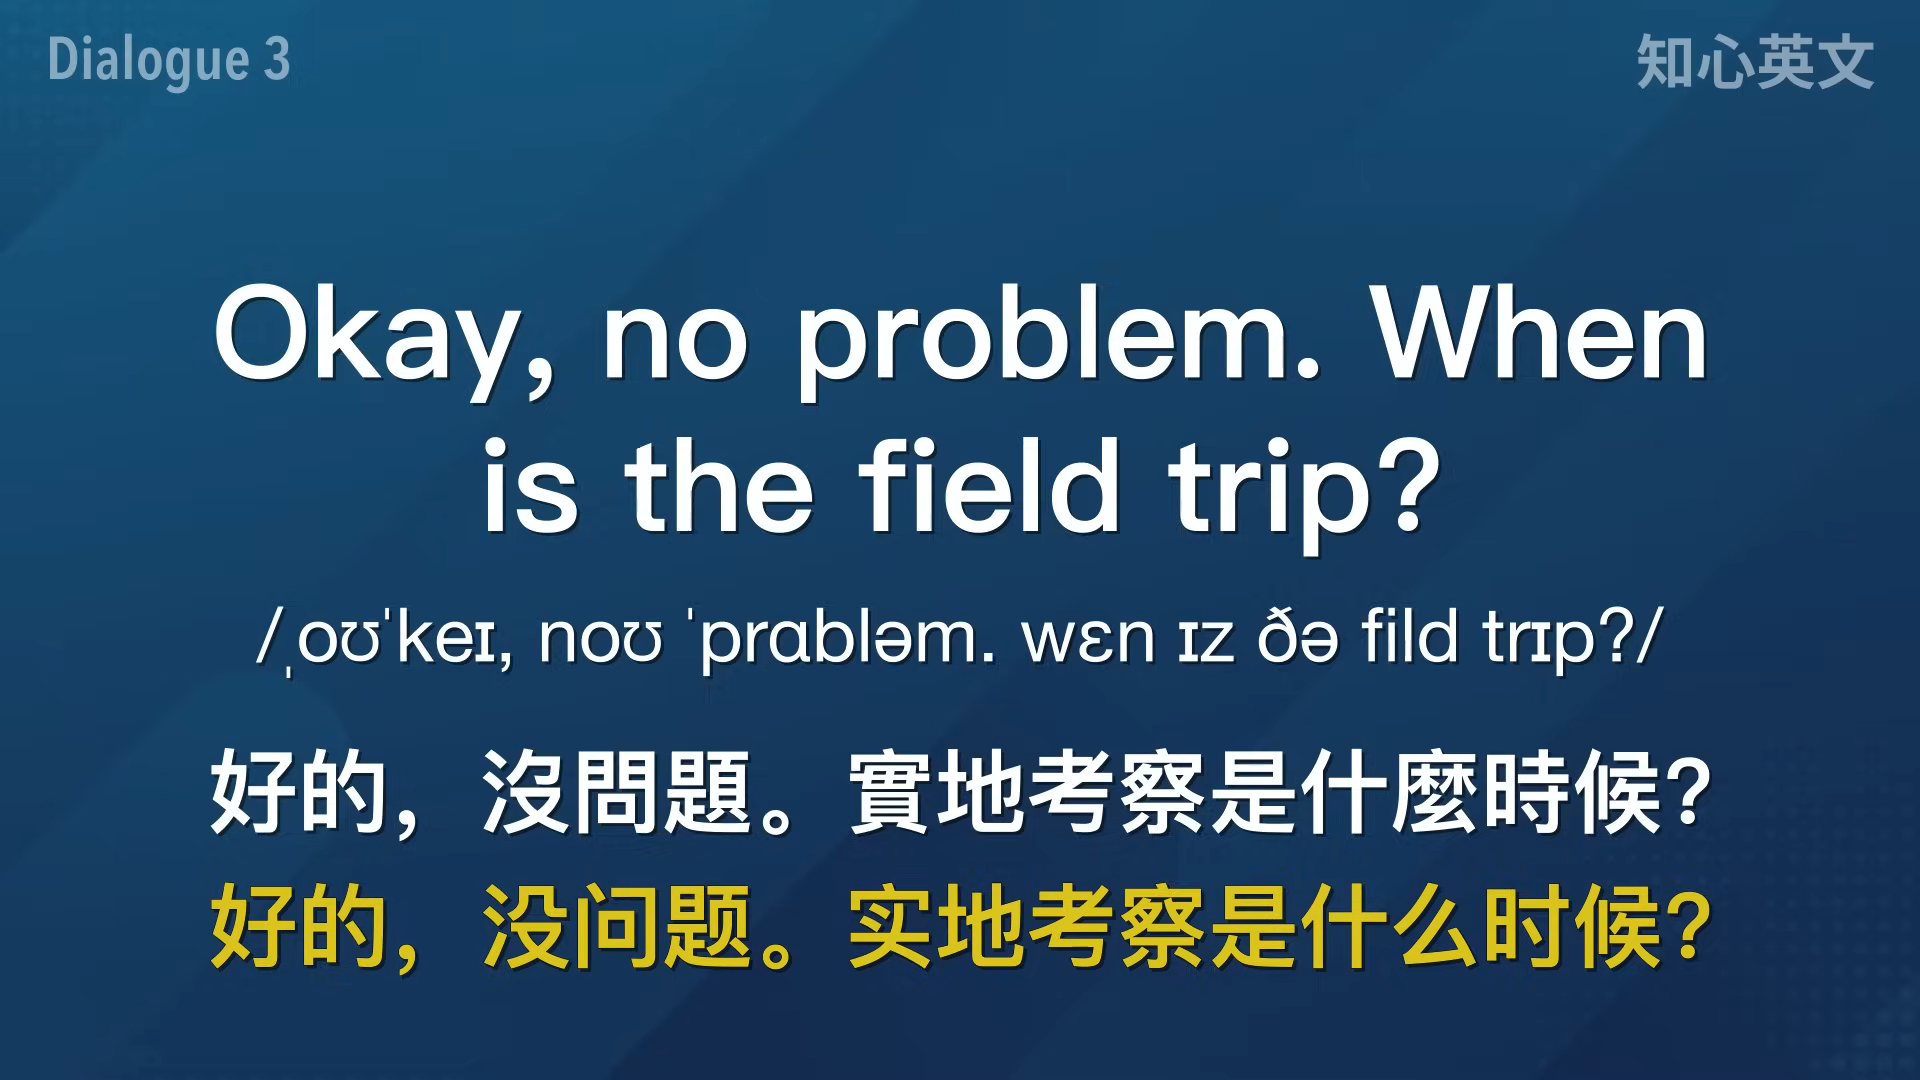 Dialogue 3
知心英文
Okay, no problem. When
is the field trip?
/ˌoʊˈkeɪ, noʊ ˈprɑbləm. wɛn ɪz ðə fild trɪp?/
好的，沒問題。實地考察是什麼時候？
好的，没问题。实地考察是什么时候？